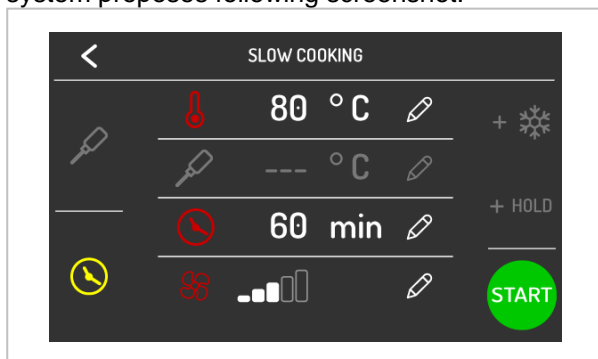 system proposes following screenshot:
SLOW COOKING
80 °C
+
--- °C
+ HOLD
60 min
START